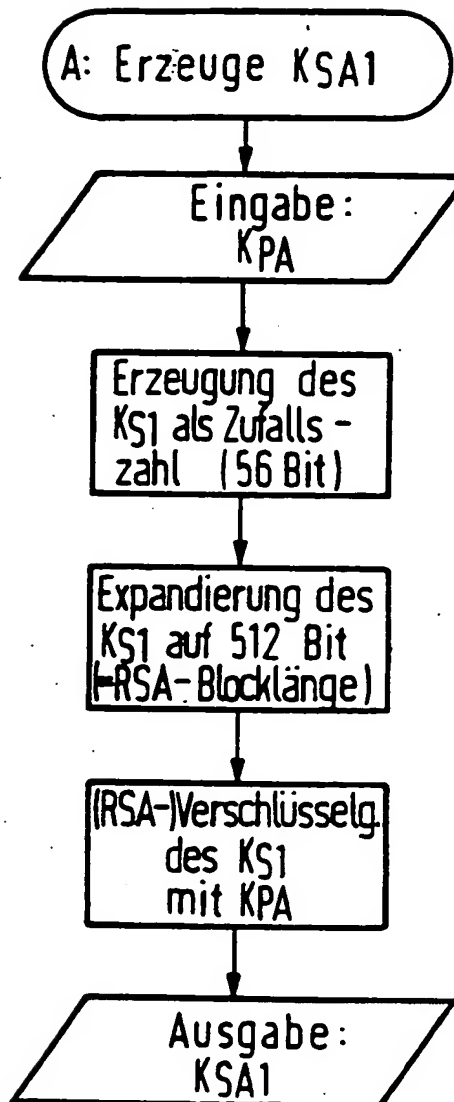 A: Erzeuge KSA1
Eingabe:
KPA
Erzeugung des
KS1 als Zufalls-
zahl (56 Bit)
Expandierung des
KS1 auf 512 Bit
(=RSA-Blocklänge)
(RSA-)Verschlüsselg.
des KS1
mit KPA
Ausgabe:
KSA1